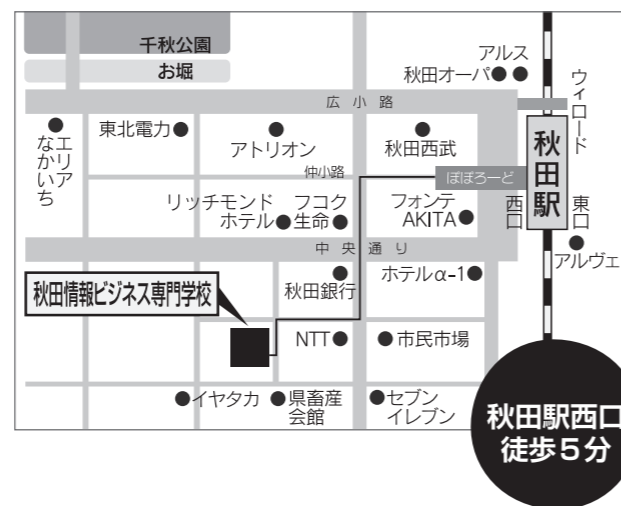 千秋公園
お堀
アルス
秋田オーパ
ウィロード
広小路
エリア
なかいち
東北電力
アトリオン
秋田西武
仲小路
ぽぽろーど
秋田駅
西口
東口
リッチモンド
ホテル
フコク
生命
フォンテ
AKITA
アルヴェ
中央通り
秋田情報ビジネス専門学校
秋田銀行
ホテルα-1
NTT
市民市場
イヤタカ
県畜産
会館
セブン
イレブン
秋田駅西口
徒歩5分